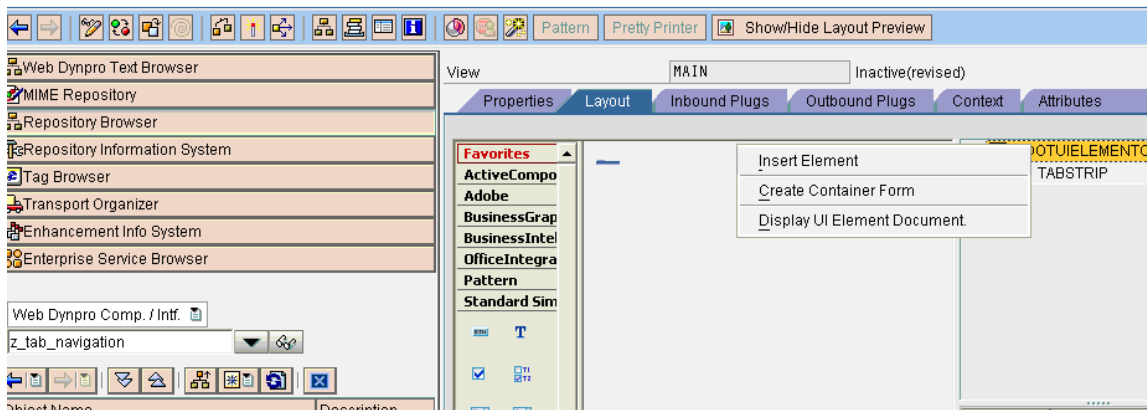 Pattern Pretty Printer Show/Hide Layout Preview
Web Dynpro Text Browser
MIME Repository
Repository Browser
Repository Information System
Tag Browser
Transport Organizer
Enhancement Info System
Enterprise Service Browser
Web Dynpro Comp. / Intf.
z_tab_navigation
Object Name Description
View MAIN Inactive(revised)
Properties Layout Inbound Plugs Outbound Plugs Context Attributes
Favorites
ActiveCompo
Adobe
BusinessGrap
BusinessIntel
OfficeIntegra
Pattern
Standard Sim
Insert Element
Create Container Form
Display UI Element Document.
OOTUIELEMENTC
TABSTRIP